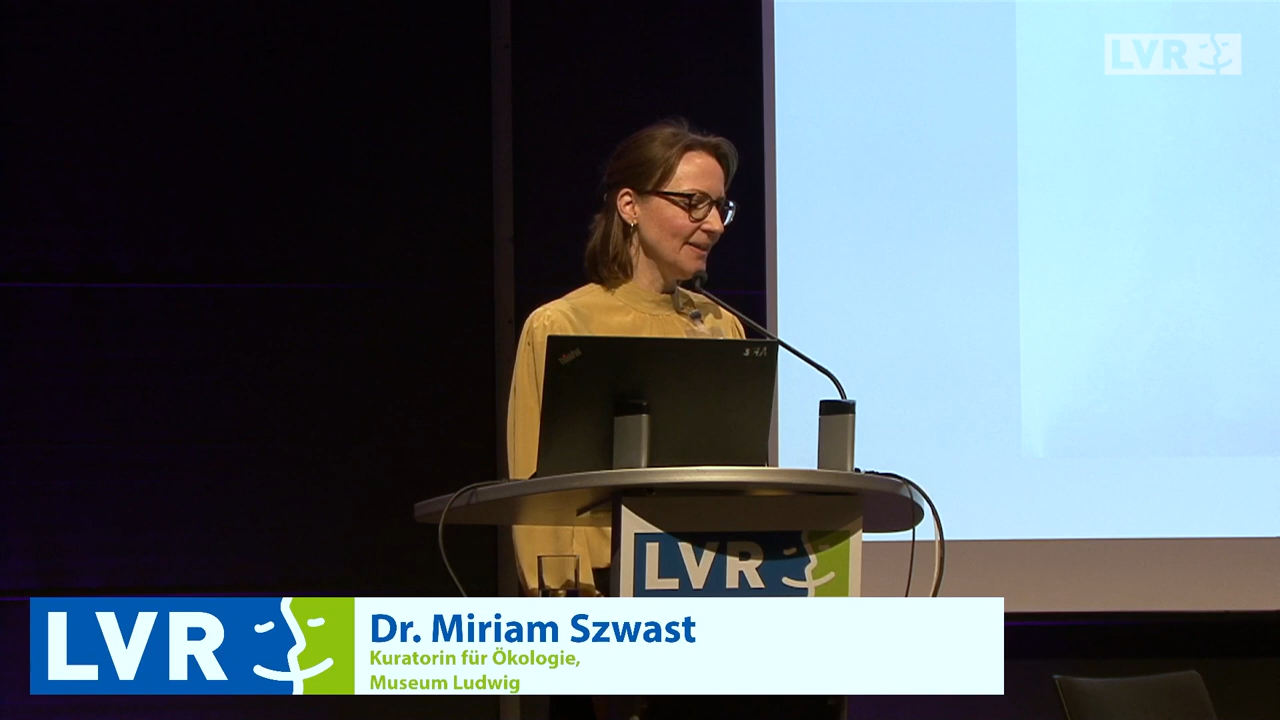 LVR
LVR
LVR
Dr. Miriam Szwast
Kuratorin für Ökologie,
Museum Ludwig